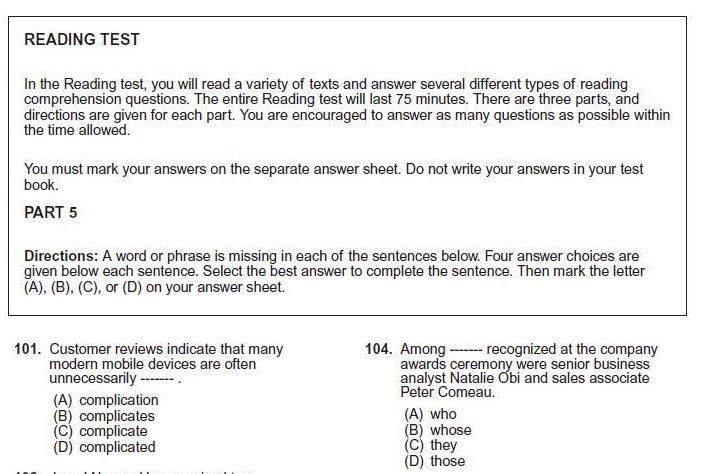 READING TEST
In the Reading test, you will read a variety of texts and answer several different types of reading
comprehension questions. The entire Reading test will last 75 minutes. There are three parts, and
directions are given for each part. You are encouraged to answer as many questions as possible within
the time allowed.
You must mark your answers on the separate answer sheet. Do not write your answers in your test
book.
PART 5
Directions: A word or phrase is missing in each of the sentences below. Four answer choices are
given below each sentence. Select the best answer to complete the sentence. Then mark the letter
(A), (B), (C), or (D) on your answer sheet.
101. Customer reviews indicate that many
modern mobile devices are often
unnecessarily ------- .
(A) complication
(B) complicates
(C) complicate
(D) complicated
104. Among ------- recognized at the company
awards ceremony were senior business
analyst Natalie Obi and sales associate
Peter Comeau.
(A) who
(B) whose
(C) they
(D) those